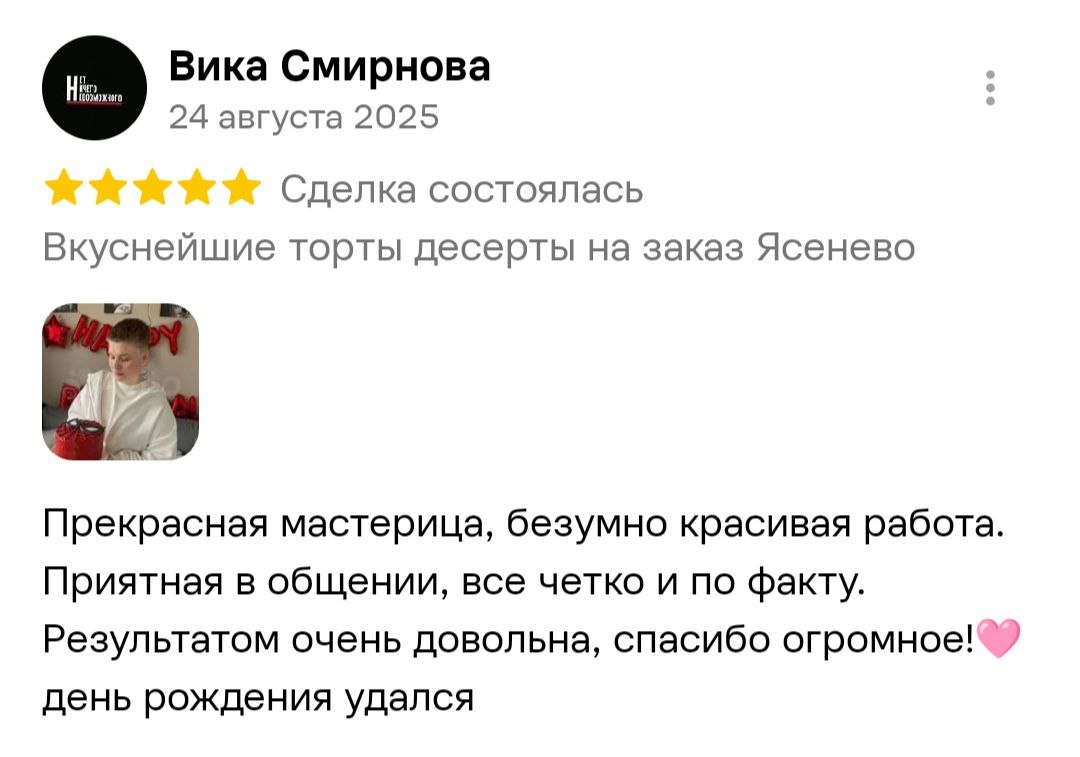 Вика Смирнова
24 августа 2025
Сделка состоялась
Вкуснейшие торты десерты на заказ Ясенево
HAPPY
Прекрасная мастерица, безумно красивая работа.
Приятная в общении, все четко и по факту.
Результатом очень довольна, спасибо огромное!🩷
день рождения удался